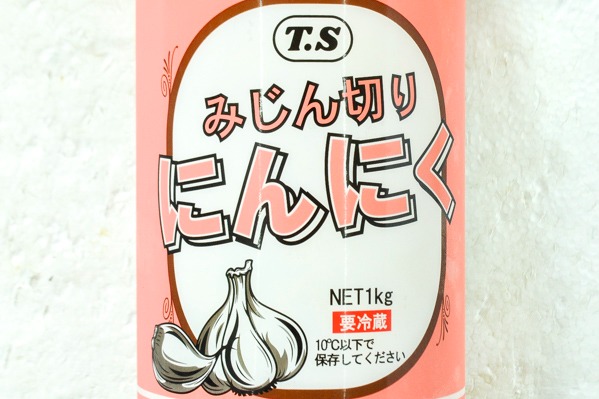 T.S
みじん切り
にんにく
NET1kg
要冷蔵
10℃以下で
保存してください